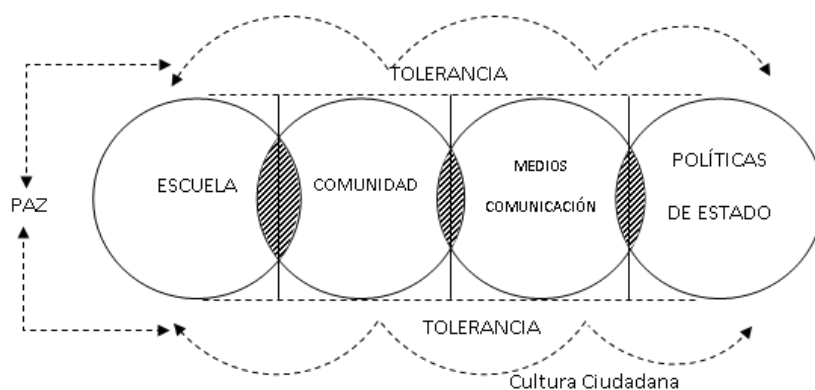 TOLERANCIA
ESCUELA
COMUNIDAD
MEDIOS
COMUNICACIÓN
POLÍTICAS
DE ESTADO
PAZ
TOLERANCIA
Cultura Ciudadana